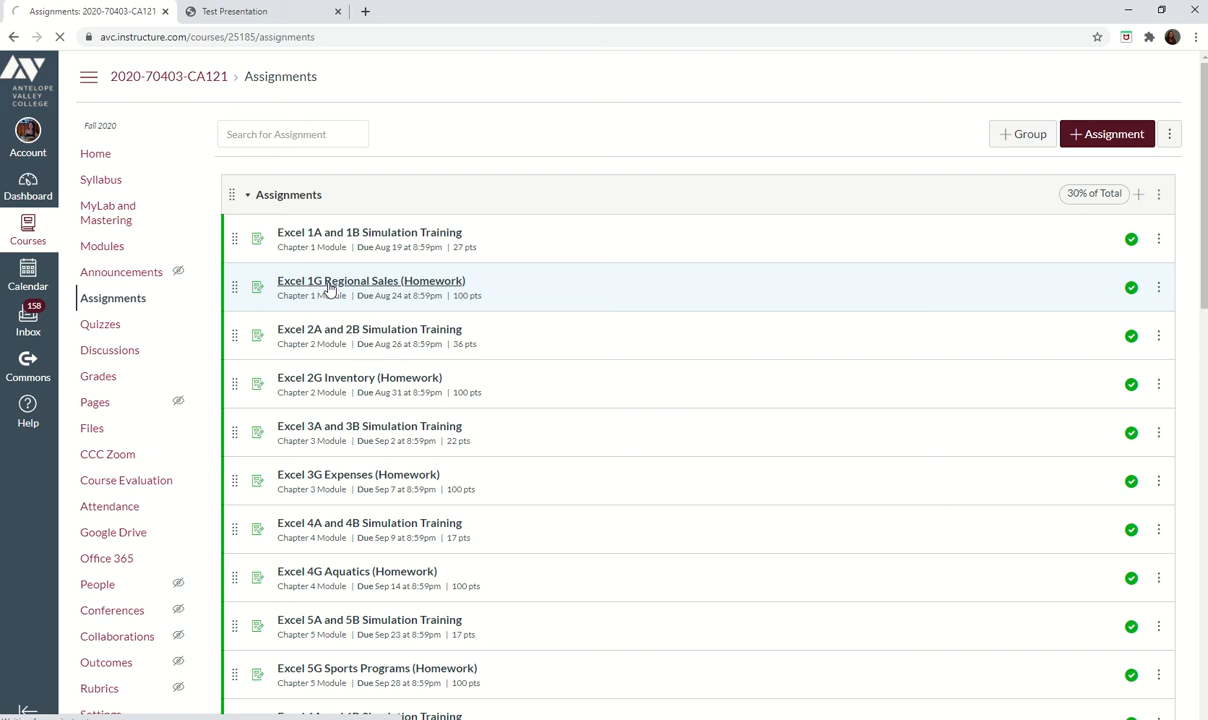 Assignments: 2020-70403-CA121
Test Presentation
avc.instructure.com/courses/25185/assignments
ANTELOPE
VALLEY
COLLEGE
Account
Dashboard
Courses
Calendar
158
Inbox
Commons
Help
2020-70403-CA121 › Assignments
Fall 2020
Home
Syllabus
MyLab and
Mastering
Modules
Announcements
Assignments
Quizzes
Discussions
Grades
Pages
Files
CCC Zoom
Course Evaluation
Attendance
Google Drive
Office 365
People
Conferences
Collaborations
Outcomes
Rubrics
Settings
Search for Assignment
+ Group
+ Assignment
Assignments
30% of Total
Excel 1A and 1B Simulation Training
Chapter 1 Module | Due Aug 19 at 8:59pm | 27 pts
Excel 1G Regional Sales (Homework)
Chapter 1 Module | Due Aug 24 at 8:59pm | 100 pts
Excel 2A and 2B Simulation Training
Chapter 2 Module | Due Aug 26 at 8:59pm | 36 pts
Excel 2G Inventory (Homework)
Chapter 2 Module | Due Aug 31 at 8:59pm | 100 pts
Excel 3A and 3B Simulation Training
Chapter 3 Module | Due Sep 2 at 8:59pm | 22 pts
Excel 3G Expenses (Homework)
Chapter 3 Module | Due Sep 7 at 8:59pm | 100 pts
Excel 4A and 4B Simulation Training
Chapter 4 Module | Due Sep 9 at 8:59pm | 17 pts
Excel 4G Aquatics (Homework)
Chapter 4 Module | Due Sep 14 at 8:59pm | 100 pts
Excel 5A and 5B Simulation Training
Chapter 5 Module | Due Sep 23 at 8:59pm | 17 pts
Excel 5G Sports Programs (Homework)
Chapter 5 Module | Due Sep 28 at 8:59pm | 100 pts
Simulation Training